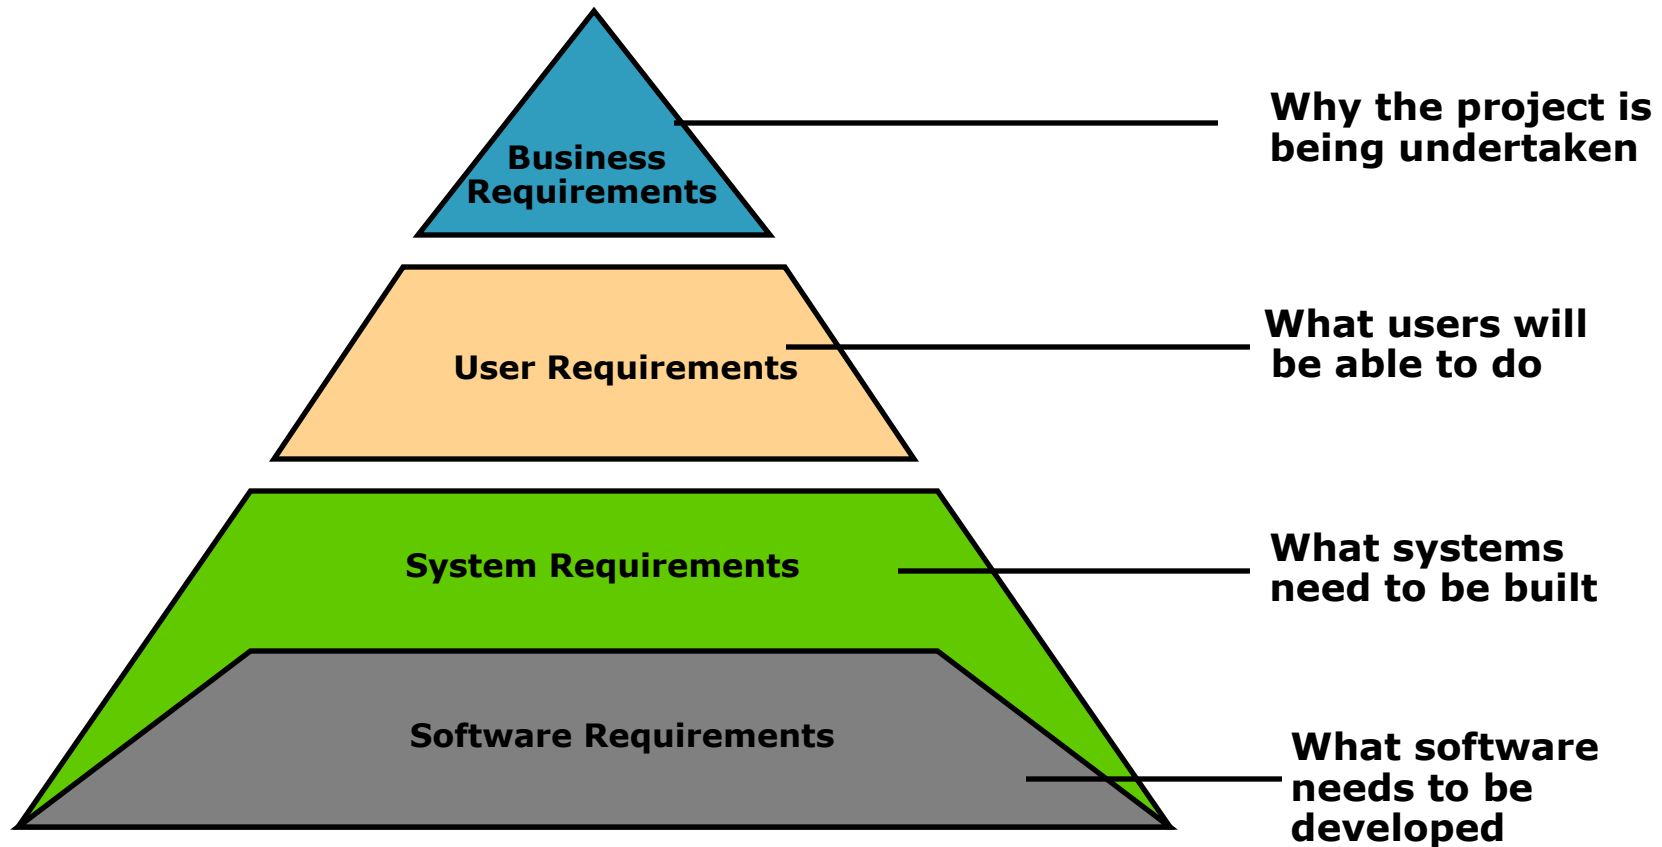 Business
Requirements
Why the project is
being undertaken
User Requirements
What users will
be able to do
System Requirements
What systems
need to be built
Software Requirements
What software
needs to be
developed